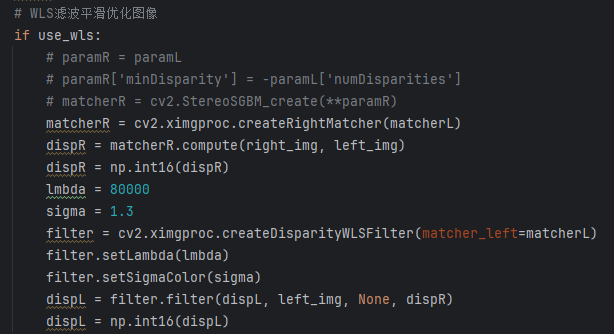 # WLS滤波平滑优化图像
if use_wls:
# paramR = paramL
# paramR['minDisparity'] = -paramL['numDisparities']
# matcherR = cv2.StereoSGBM_create(**paramR)
matcherR = cv2.ximgproc.createRightMatcher(matcherL)
dispR = matcherR.compute(right_img, left_img)
dispR = np.int16(dispR)
lmbda = 80000
sigma = 1.3
filter = cv2.ximgproc.createDisparityWLSFilter(matcher_left=matcherL)
filter.setLambda(lmbda)
filter.setSigmaColor(sigma)
dispL = filter.filter(dispL, left_img, None, dispR)
dispL = np.int16(dispL)